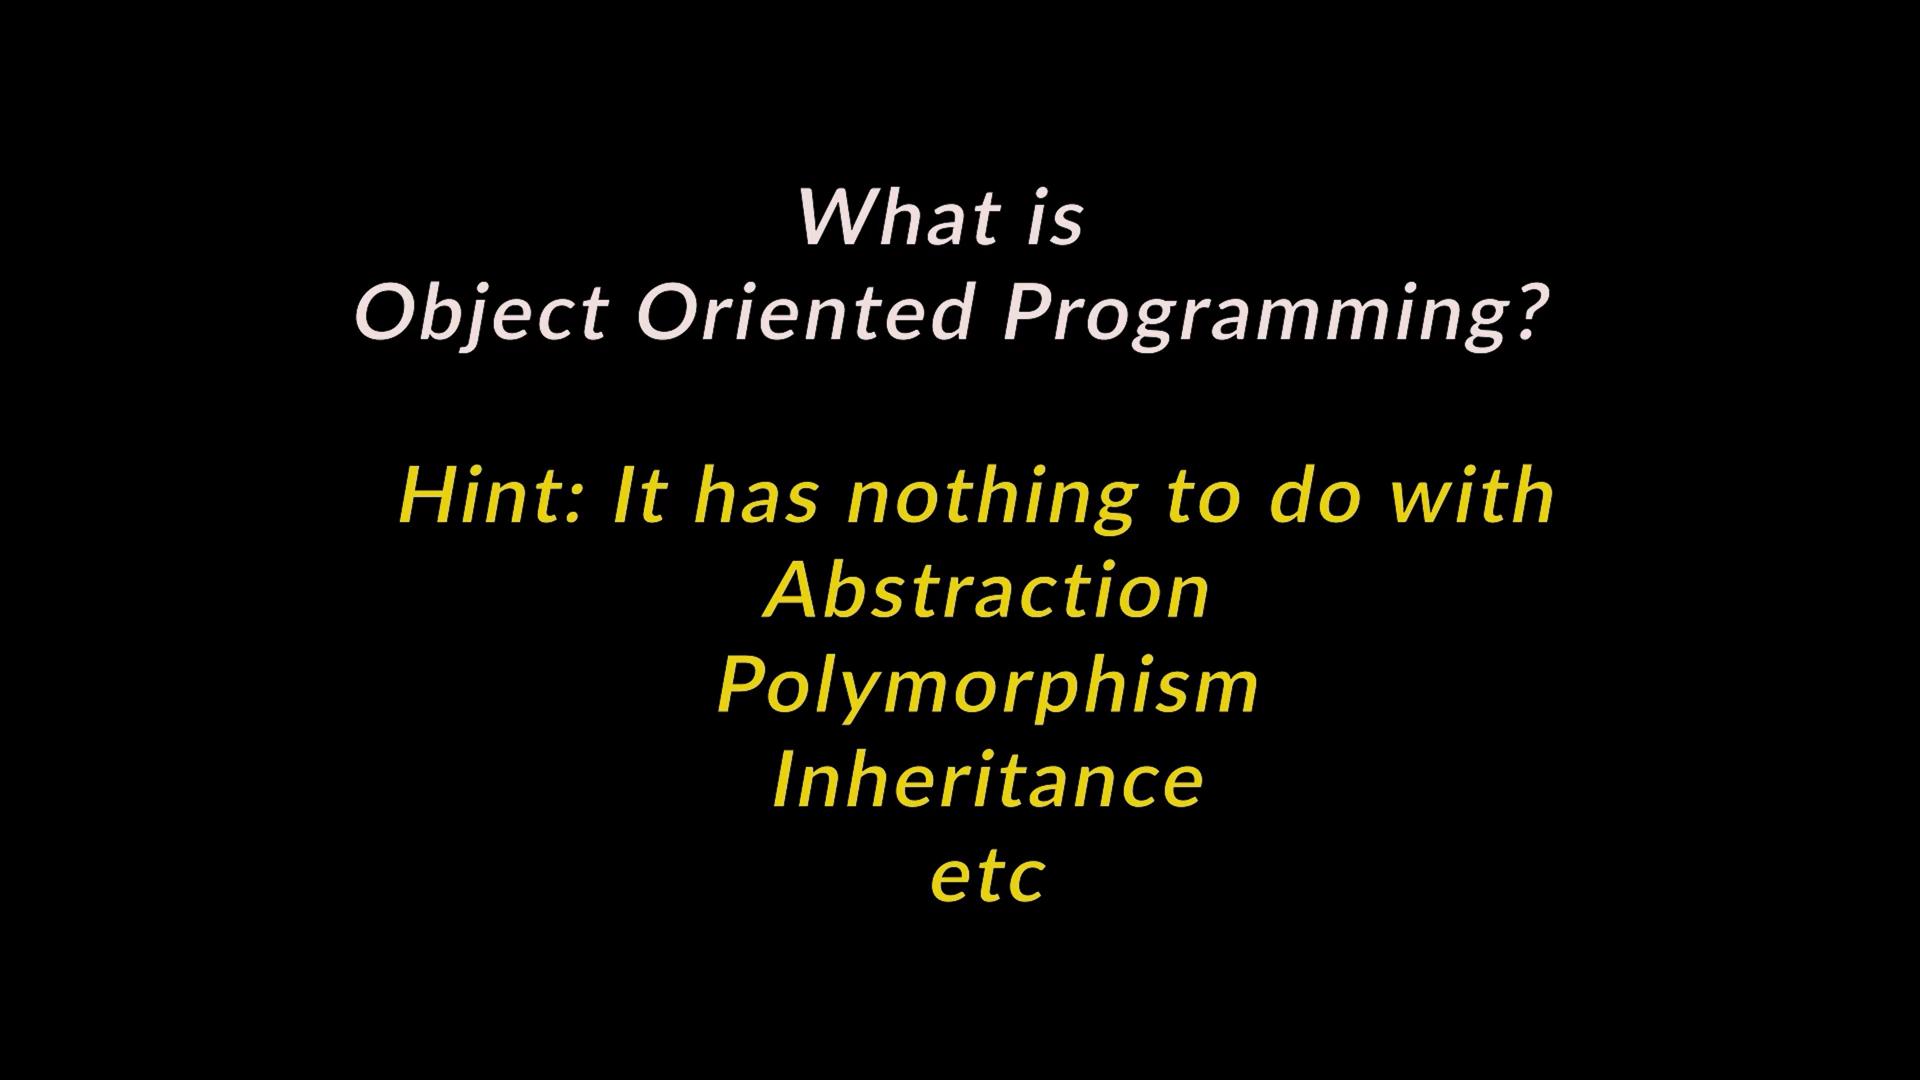 What is
Object Oriented Programming?
Hint: It has nothing to do with
Abstraction
Polymorphism
Inheritance
etc